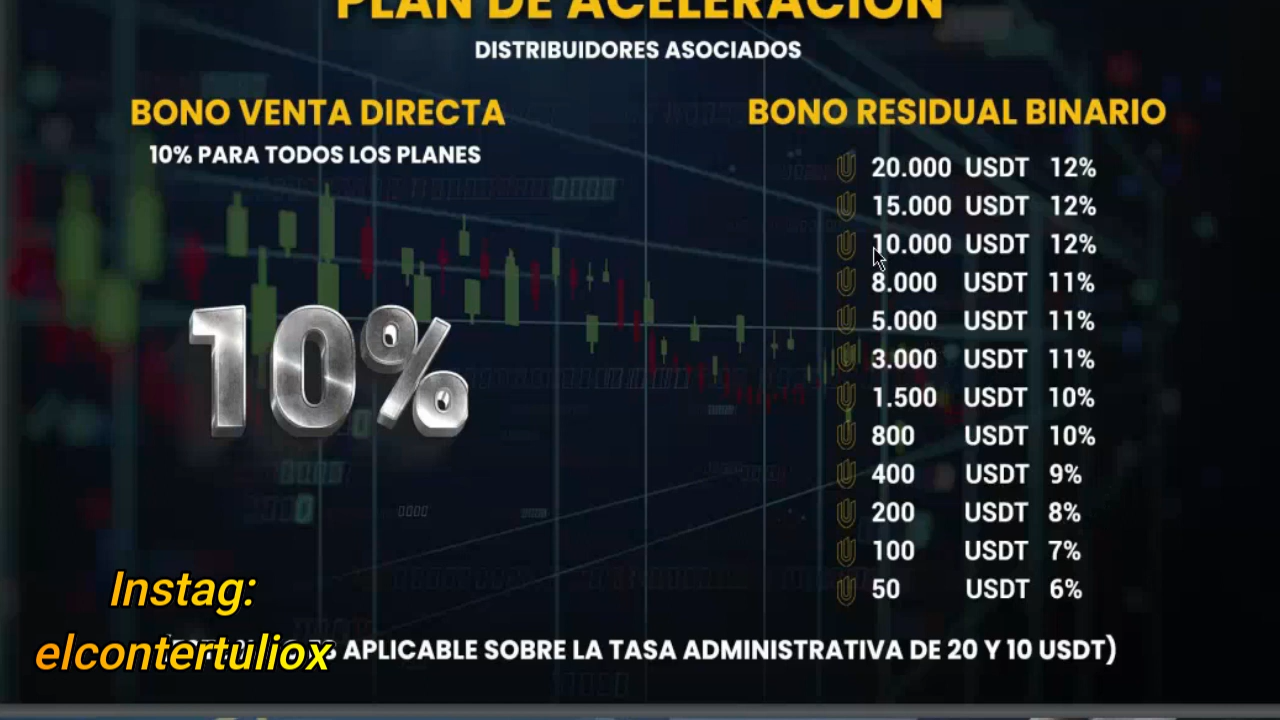 PLAN DE ACELERACIÓN
DISTRIBUIDORES ASOCIADOS
BONO VENTA DIRECTA
10% PARA TODOS LOS PLANES
10%
BONO RESIDUAL BINARIO
20.000 USDT 12%
15.000 USDT 12%
10.000 USDT 12%
8.000 USDT 11%
5.000 USDT 11%
3.000 USDT 11%
1.500 USDT 10%
800 USDT 10%
400 USDT 9%
200 USDT 8%
100 USDT 7%
50 USDT 6%
APLICABLE SOBRE LA TASA ADMINISTRATIVA DE 20 Y 10 USDT)
Instag:
elcontertuliox